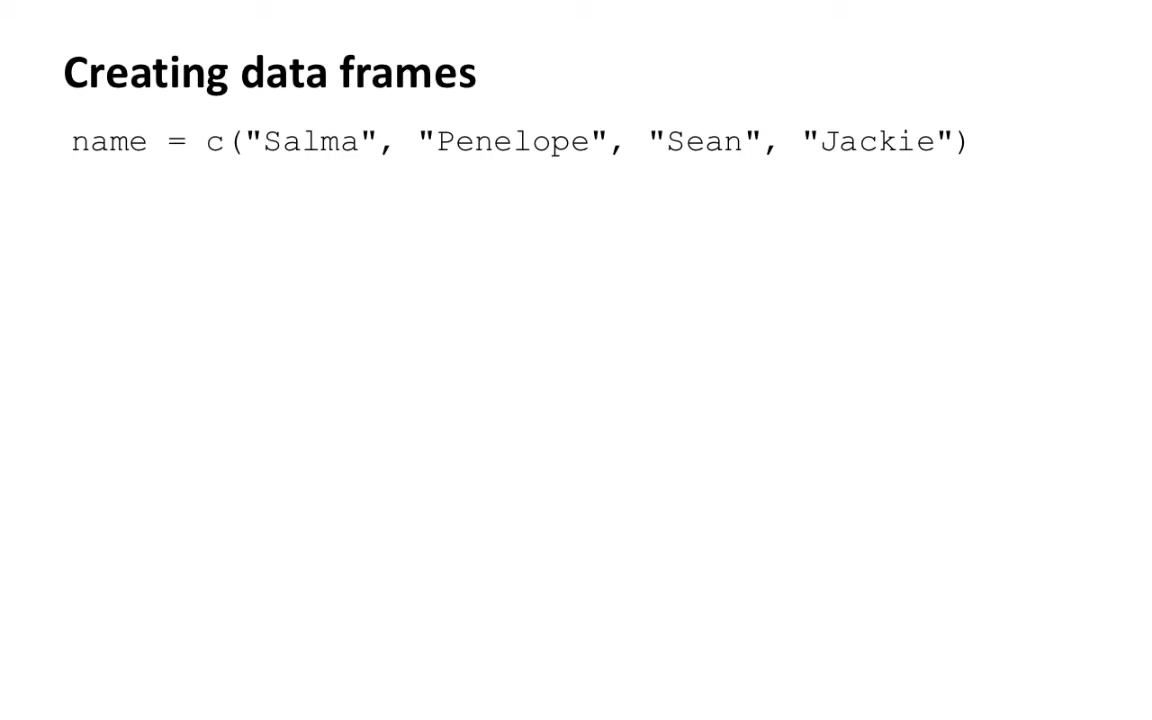 Creating data frames
name = c("Salma", "Penelope", "Sean", "Jackie")